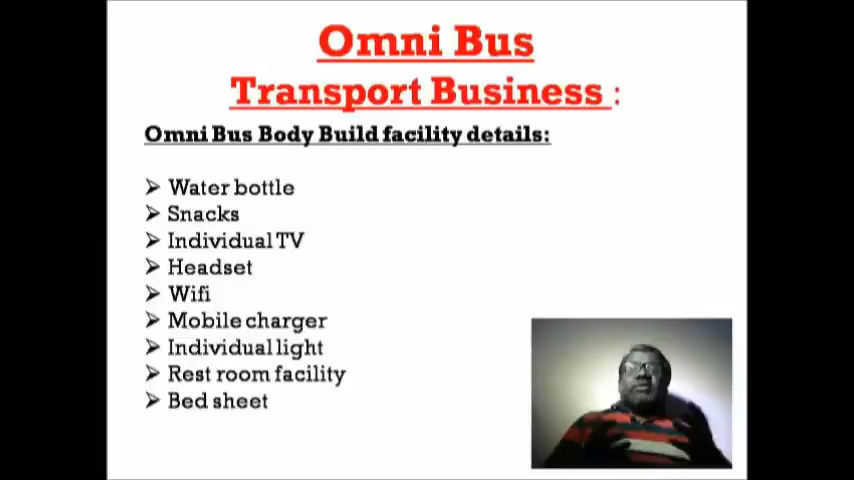 Omni Bus
Transport Business :
Omni Bus Body Build facility details:
➢ Water bottle
➢ Snacks
➢ Individual TV
➢ Headset
➢ Wifi
➢ Mobile charger
➢ Individual light
➢ Rest room facility
➢ Bed sheet